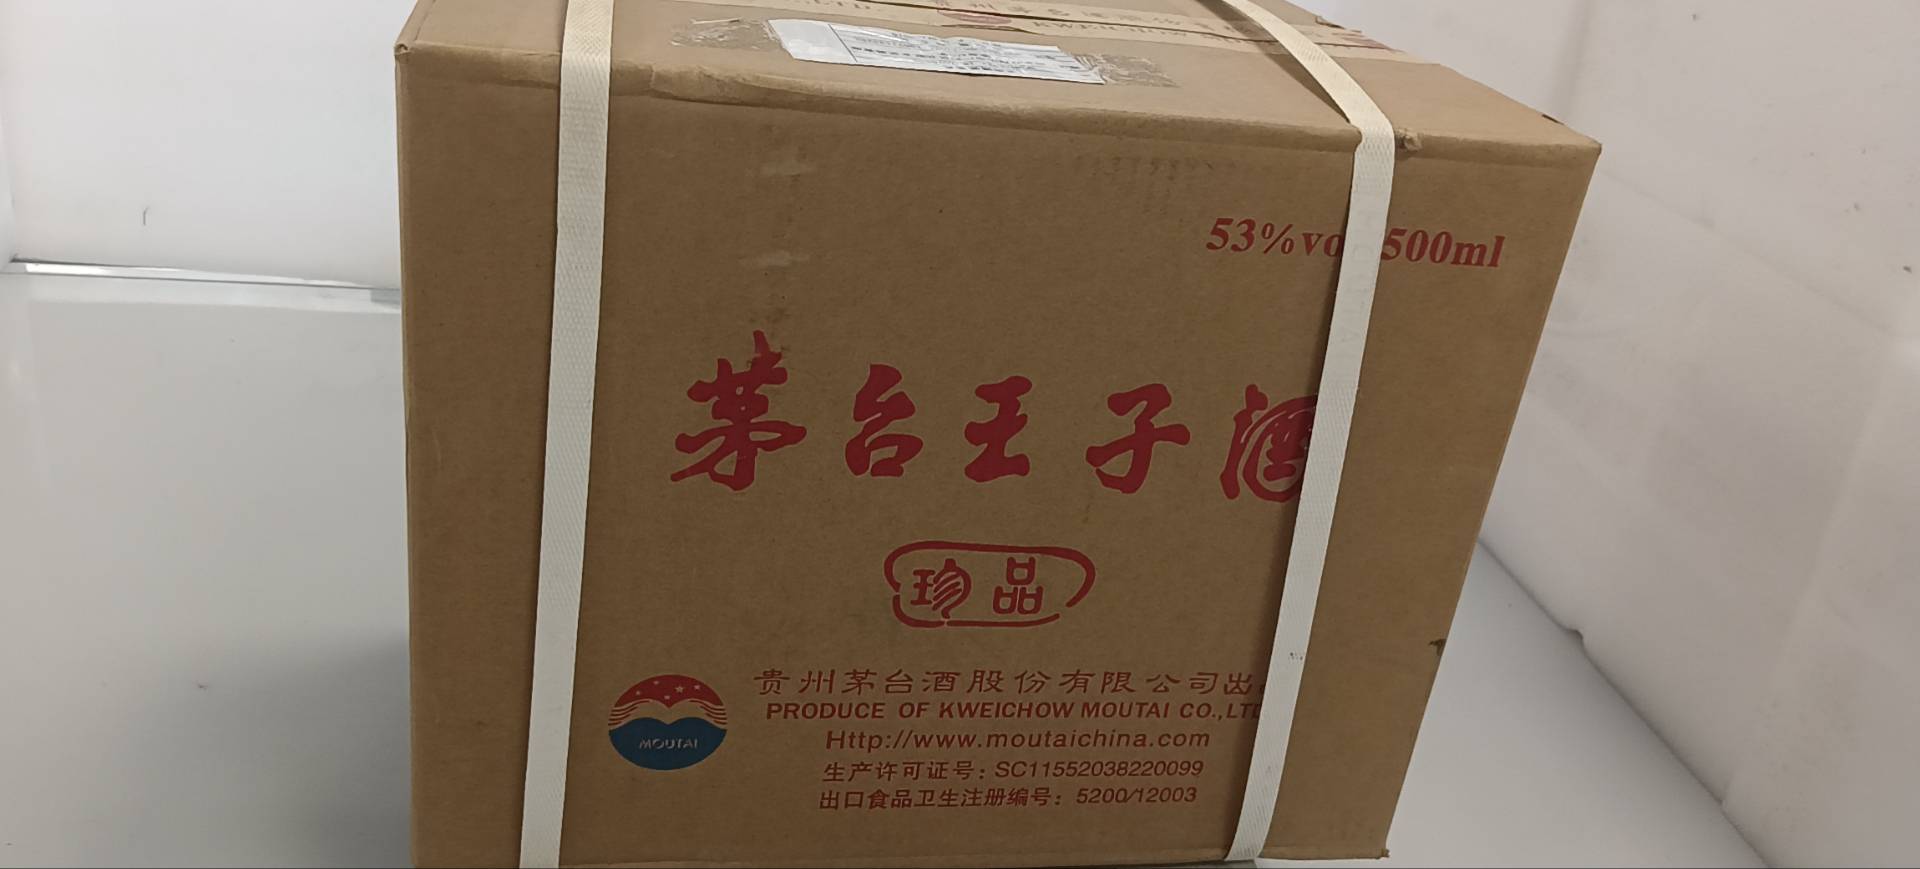 53%vo 500ml
茅台王子酒
珍品
贵州茅台酒股份有限公司出
PRODUCE OF KWEICHOW MOUTAI CO.,LTD
Http://www.moutaichina.com
MOUTAI
生产许可证号：SC11552038220099
出口食品卫生注册编号：5200/12003